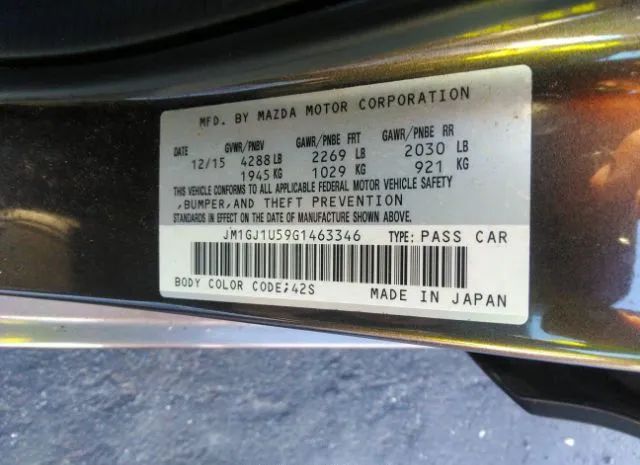 MFD. BY MAZDA MOTOR CORPORATION
DATE GVWR/PNBV GAWR/PNBE FRT GAWR/PNBE RR
12/15 4288 LB 2269 LB 2030 LB
1945 KG 1029 KG 921 KG
THIS VEHICLE CONFORMS TO ALL APPLICABLE FEDERAL MOTOR VEHICLE SAFETY
,BUMPER,AND THEFT PREVENTION
STANDARDS IN EFFECT ON THE DATE OF MANUFACTURE SHOWN ABOVE.
JM1GJ1U59G1463346 TYPE: PASS CAR
BODY COLOR CODE;42S MADE IN JAPAN